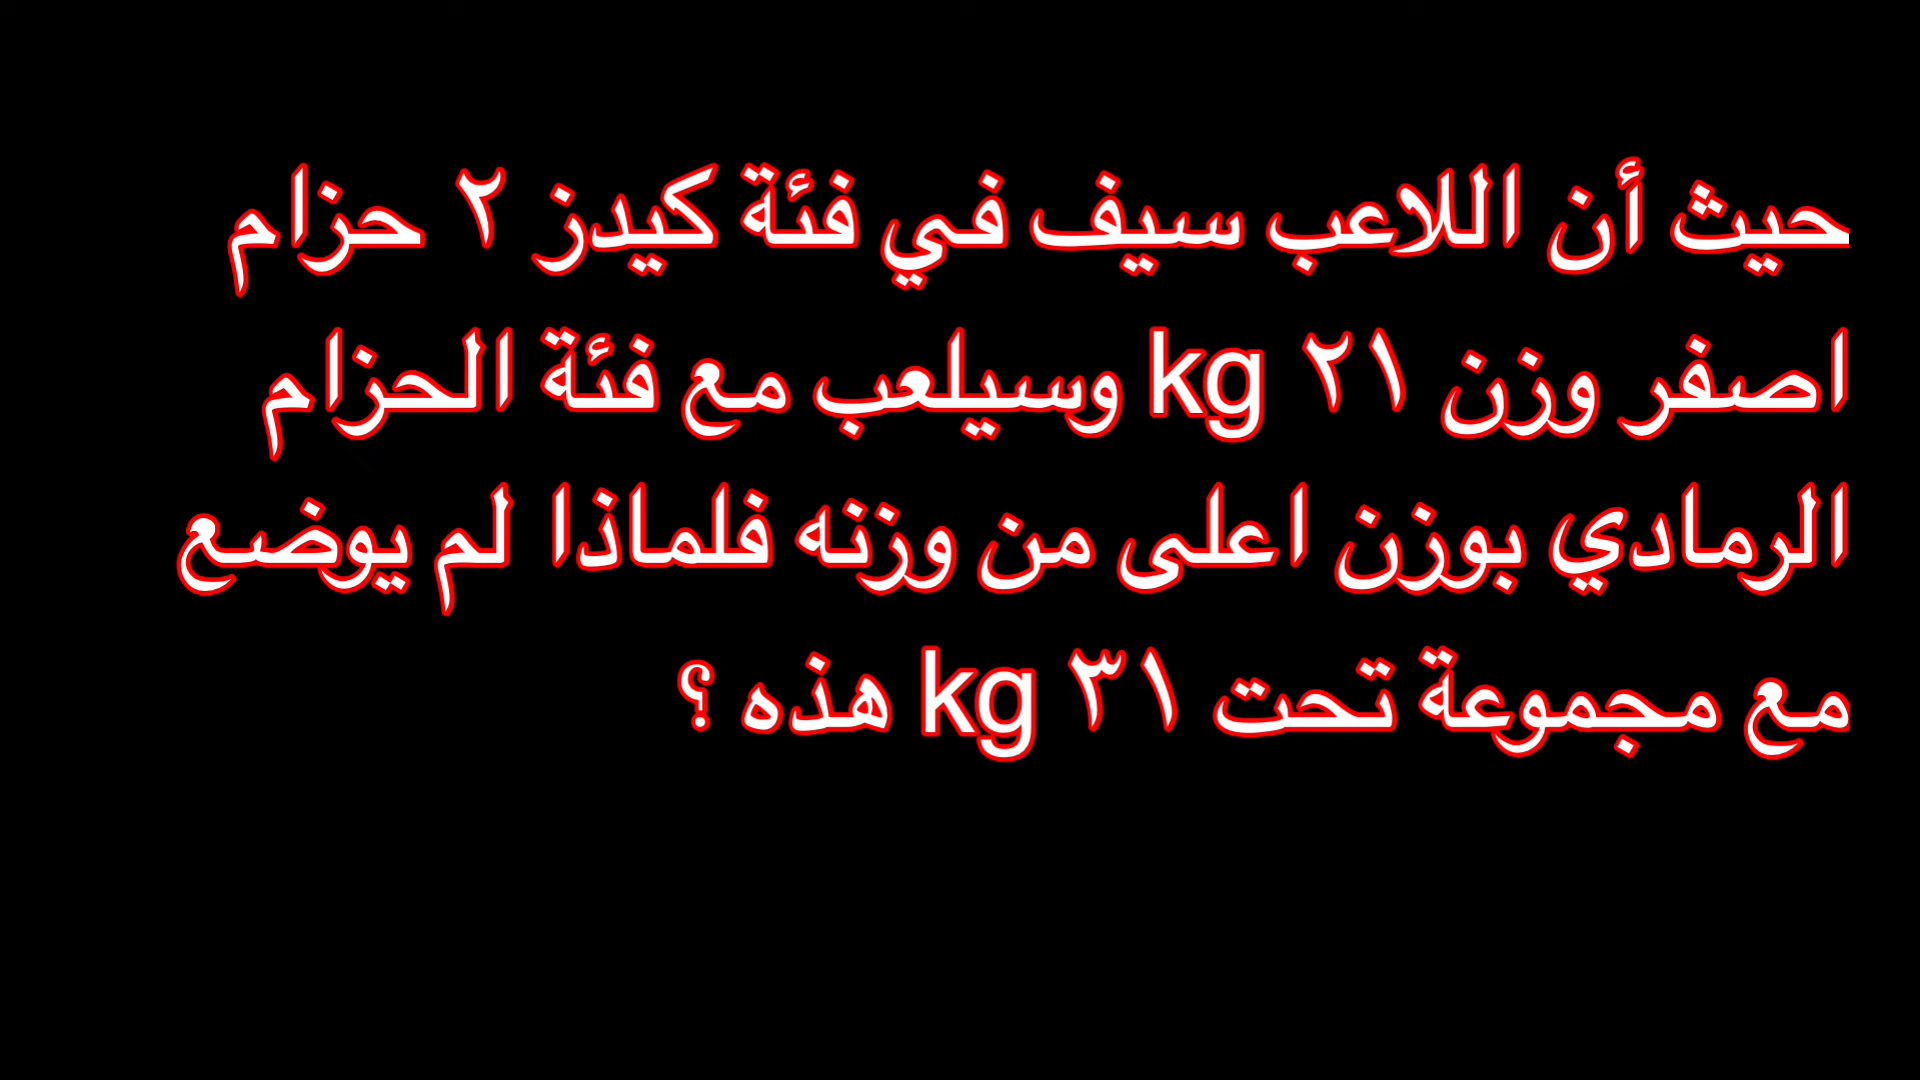 حيث أن اللاعب سيف في فئة كيدز ٢ حزام
اصفر وزن ٢١ kg وسيلعب مع فئة الحزام
الرمادي بوزن اعلى من وزنه فلماذا لم يوضع
مع مجموعة تحت ٣١ kg هذه ؟